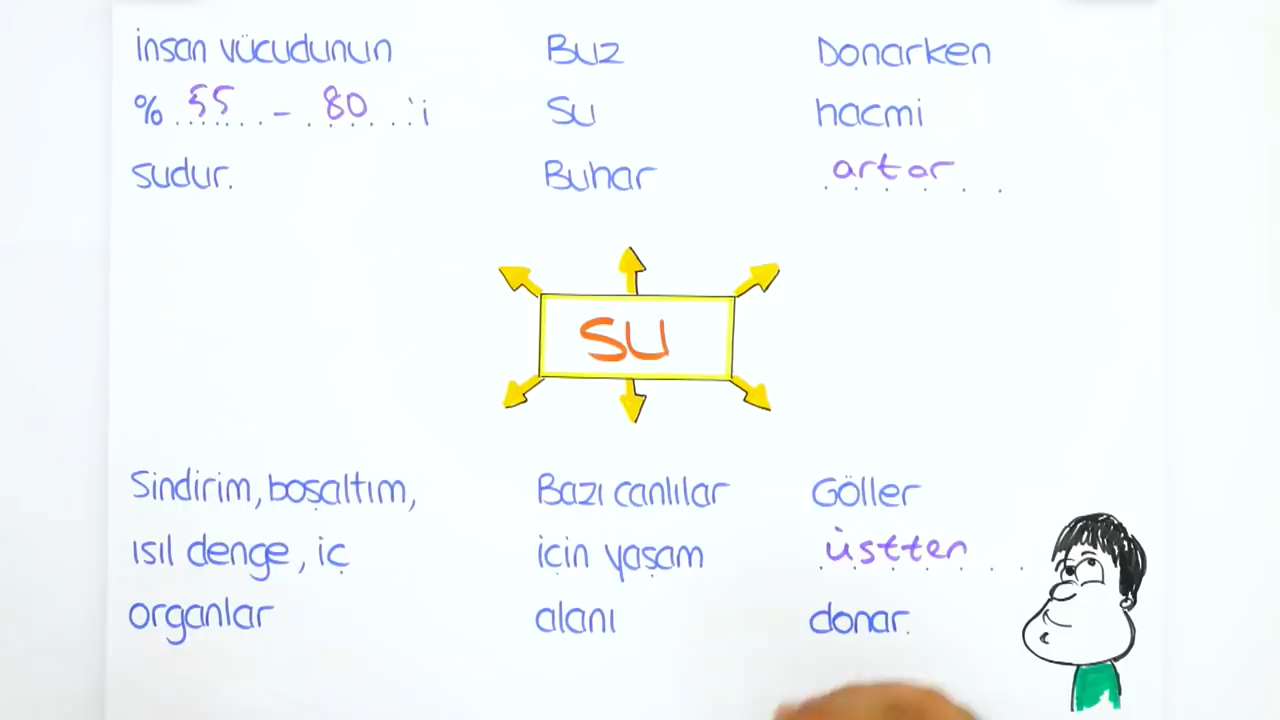 İnsan vücudunun
% 55 - 80 'i
sudur.
Buz
Su
Buhar
Donarken
hacmi
artar
SU
Sindirim, boşaltım,
ısıl denge, iç
organlar
Bazı canlılar
için yaşam
alanı
Göller
üstten
donar.